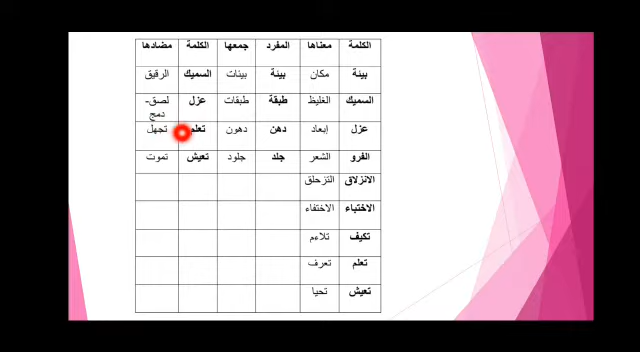 الكلمة معناها المفرد جمعها الكلمة مضادها
بيئة مكان بيئة بيئات السميك الرقيق
السميك الغليظ طبقة طبقات عزل لصق-
دمج
عزل إبعاد دهن دهون تعلم تجهل
الفرو الشعر جلد جلود تعيش تموت
الانزلاق التزحلق
الاختباء الاختفاء
تكيف تلاءم
تعلم تعرف
تعيش تحيا